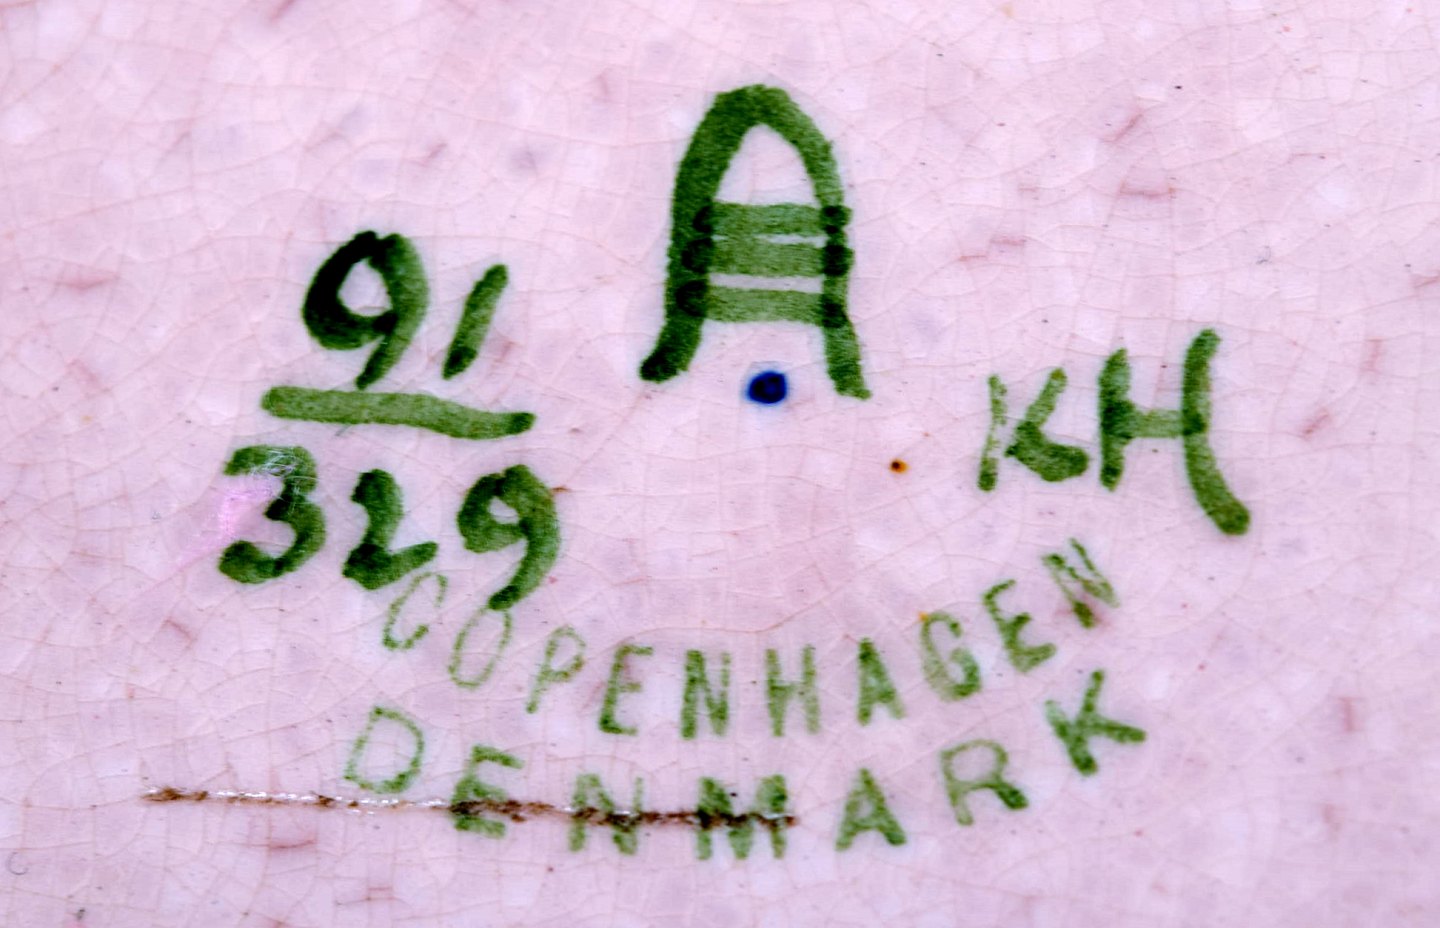 A
91
329
KH
COPENHAGEN
DENMARK